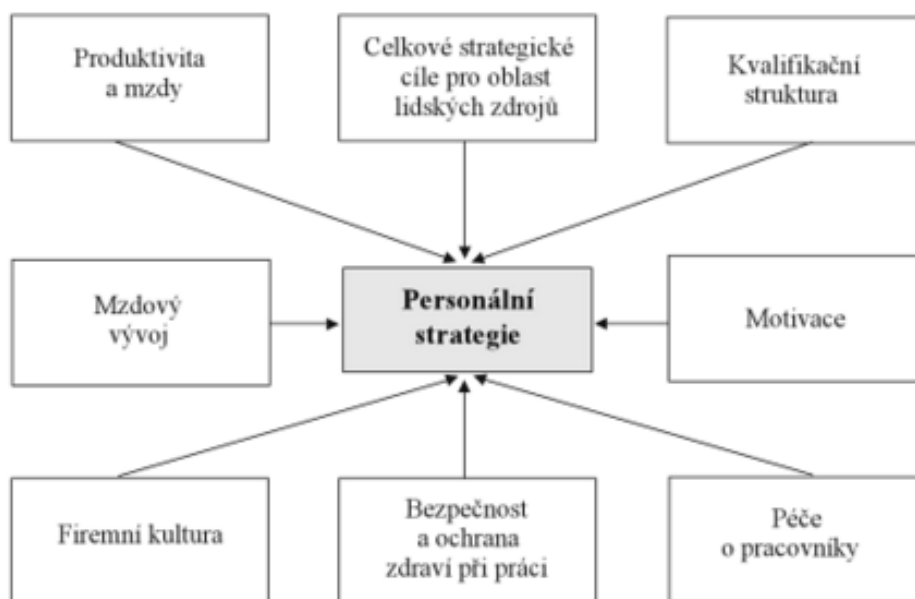 Produktivita
a mzdy
Celkové strategické
cíle pro oblast
lidských zdrojů
Kvalifikační
struktura
Mzdový
vývoj
Personální
strategie
Motivace
Firemní kultura
Bezpečnost
a ochrana
zdraví při práci
Péče
o pracovníky